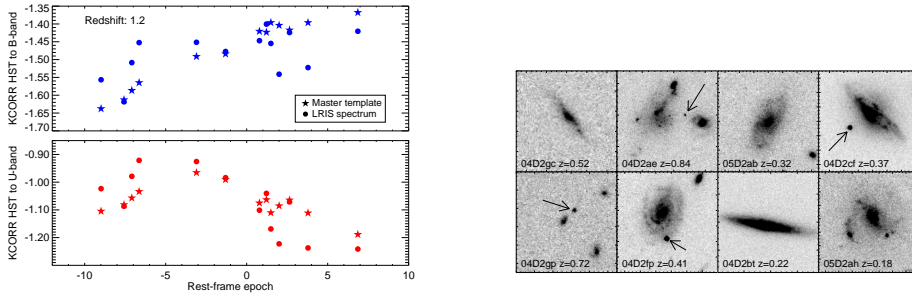 Redshift: 1.2
KCORR HST to B-band
-1.35
-1.40
-1.45
-1.50
-1.55
-1.60
-1.65
-1.70
Master template
LRIS spectrum
KCORR HST to U-band
-0.90
-1.00
-1.10
-1.20
-10
-5
0
5
10
Rest-frame epoch
04D2gc z=0.52
04D2ae z=0.84
05D2ab z=0.32
04D2cf z=0.37
04D2gp z=0.72
04D2fp z=0.41
04D2bt z=0.22
05D2ah z=0.18